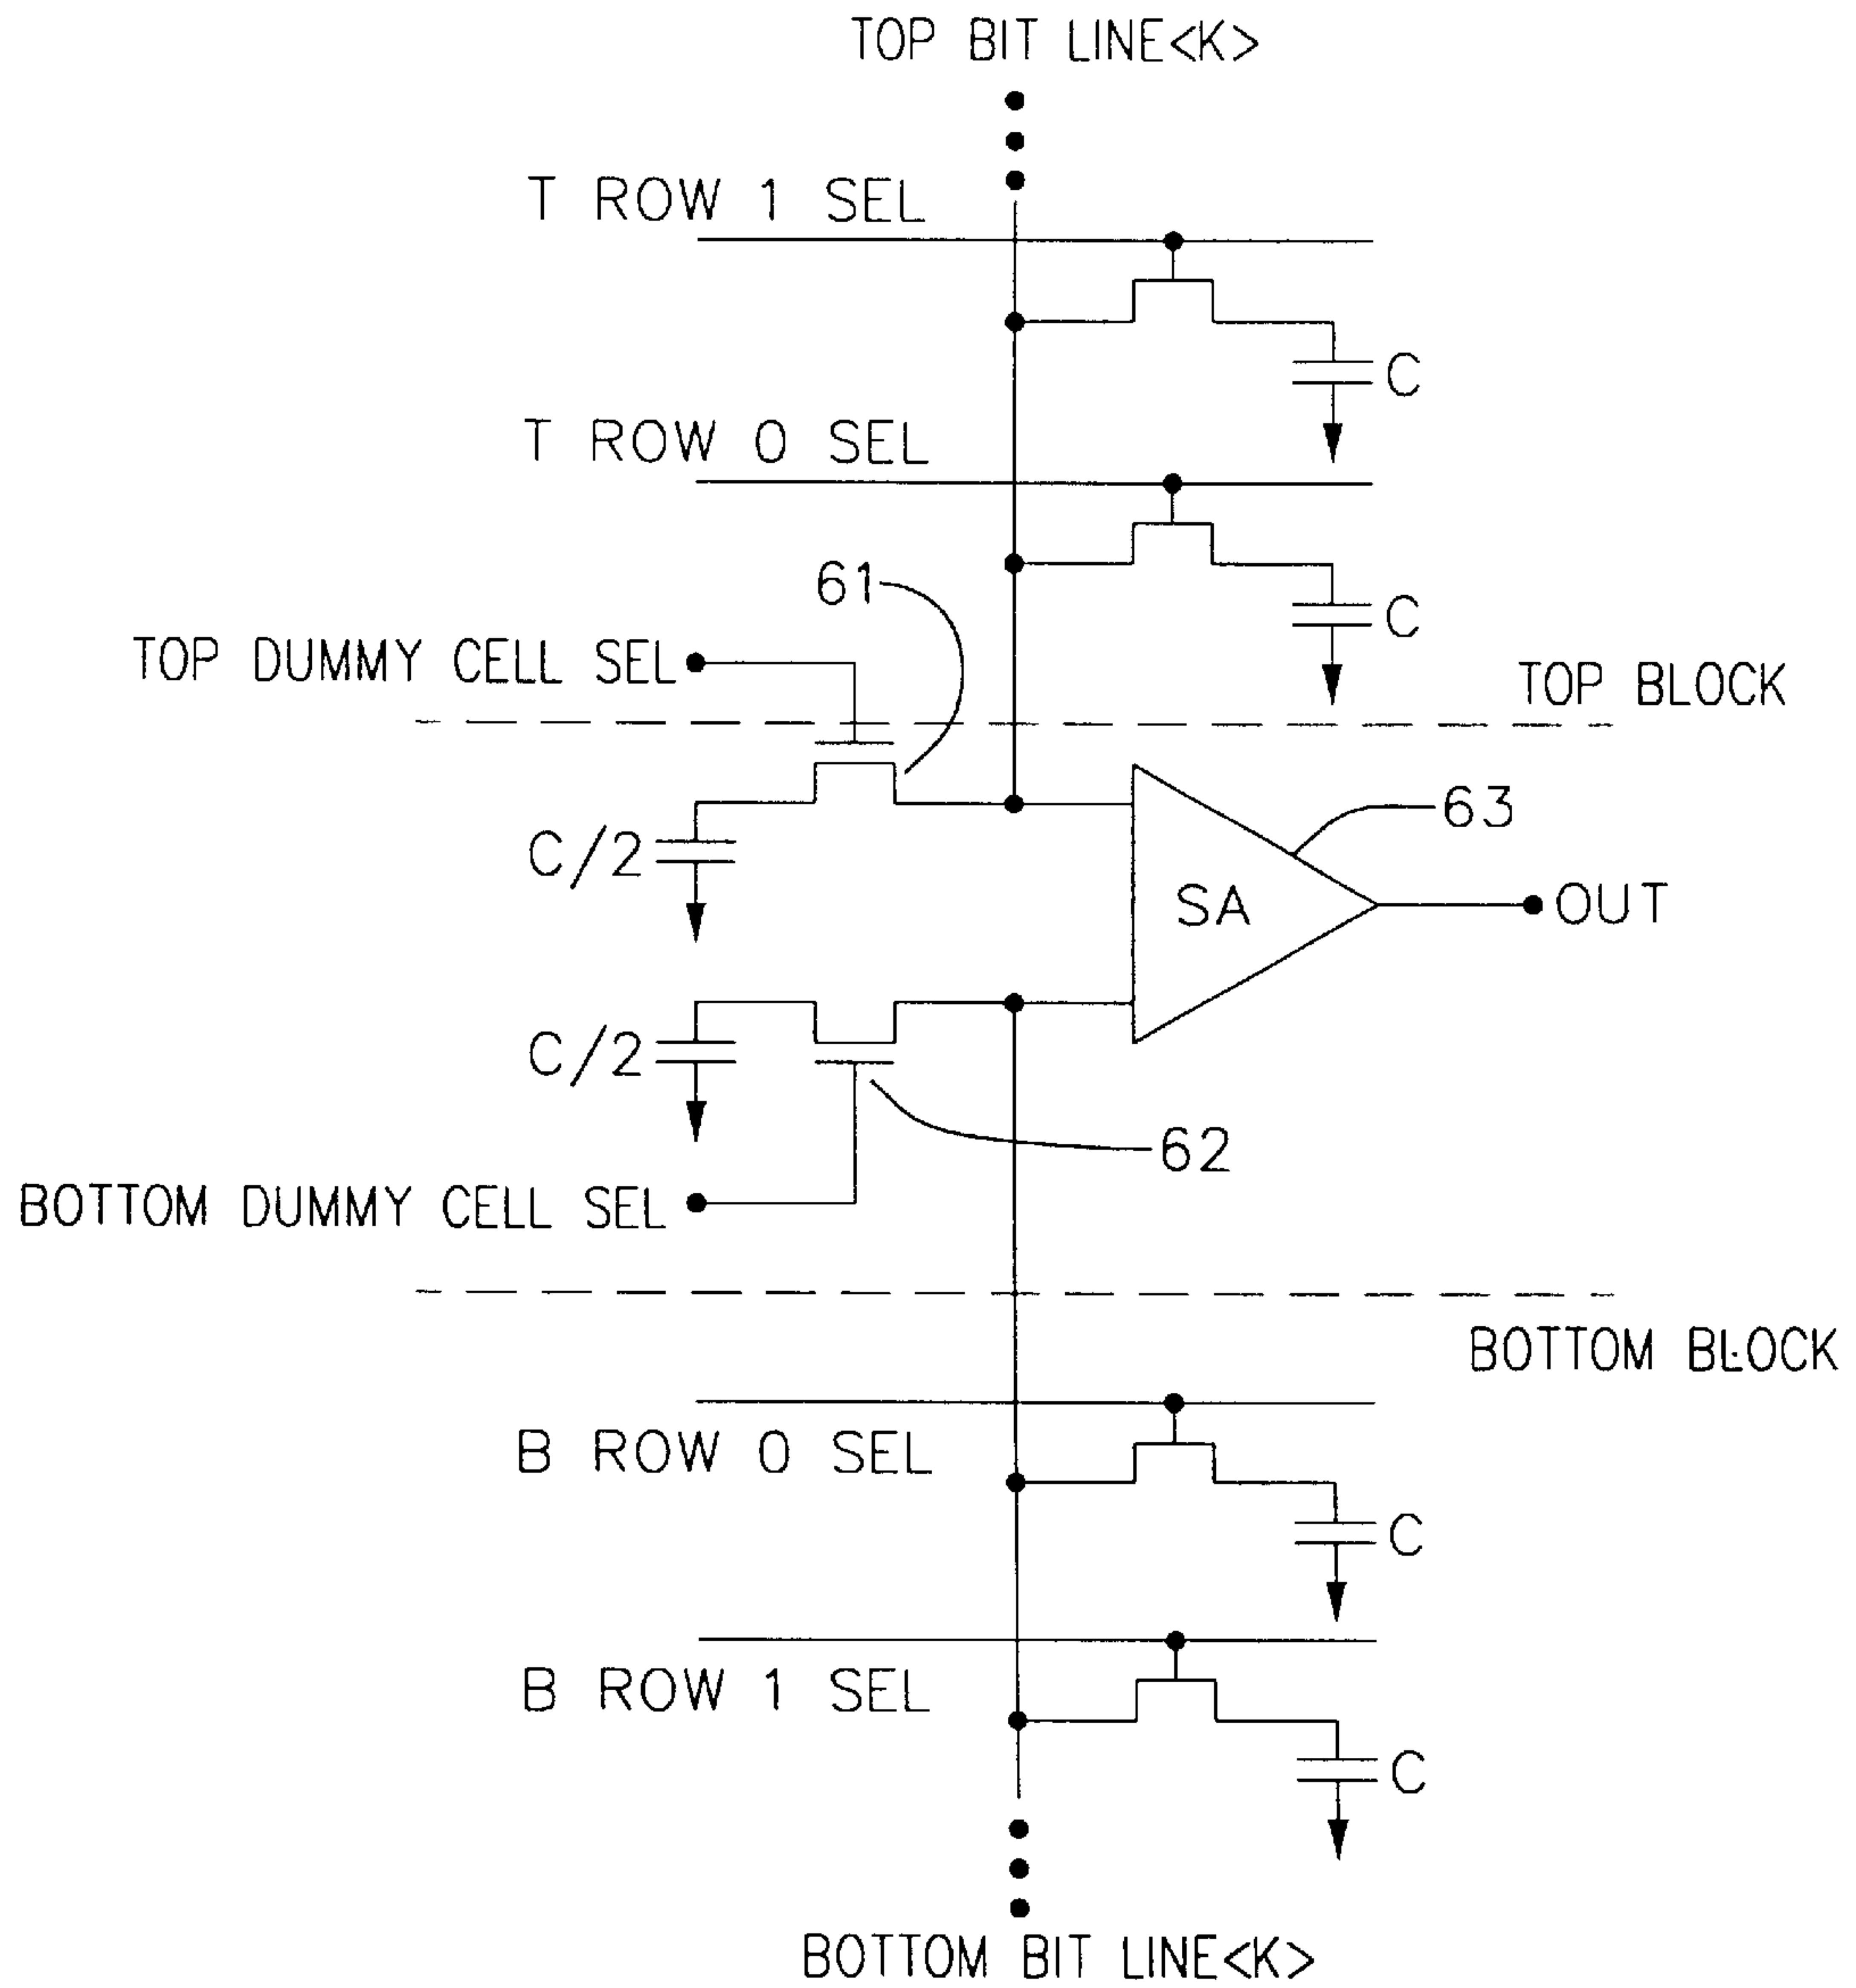 TOP BIT LINE<K>
T ROW 1 SEL
C
T ROW 0 SEL
C
61
TOP DUMMY CELL SEL
TOP BLOCK
63
C/2
SA
OUT
C/2
62
BOTTOM DUMMY CELL SEL
BOTTOM BLOCK
B ROW 0 SEL
C
B ROW 1 SEL
C
BOTTOM BIT LINE<K>